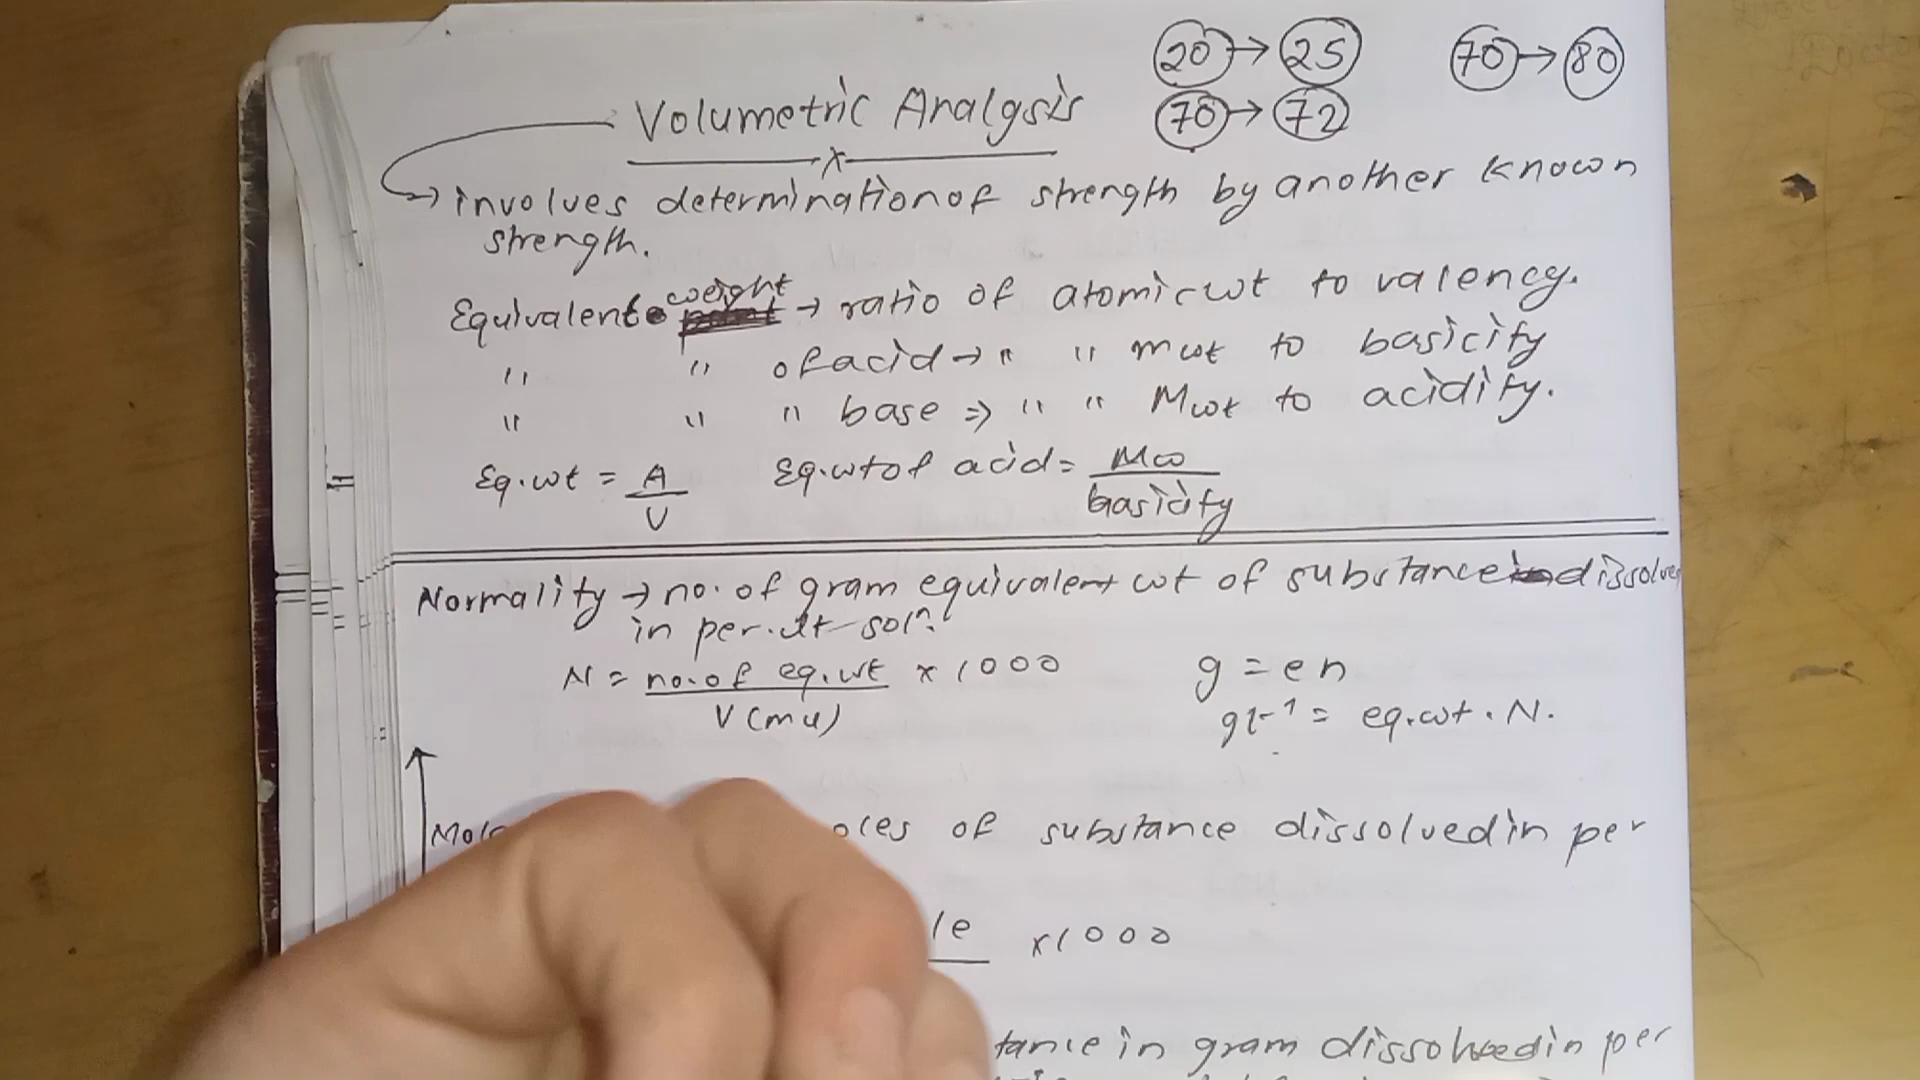 20 → 25 70 → 80
70 → 72
Volumetric Analysis
→ involves determination of strength by another known
strength.
Equivalent weight → ratio of atomic wt to valency.
" " of acid → " " mwt to basicity
" " " base ⇒ " " Mwt to acidity.
Eq.wt = A/V Eq.wt of acid = Mw/basicity
Normality → no. of gram equivalent wt of substance dissolved
in per lt soln.
N = no. of eq.wt / V (ml) × 1000 g = en
gl⁻¹ = eq.wt . N.
of substance dissolved in per
×1000
in gram dissolved in per